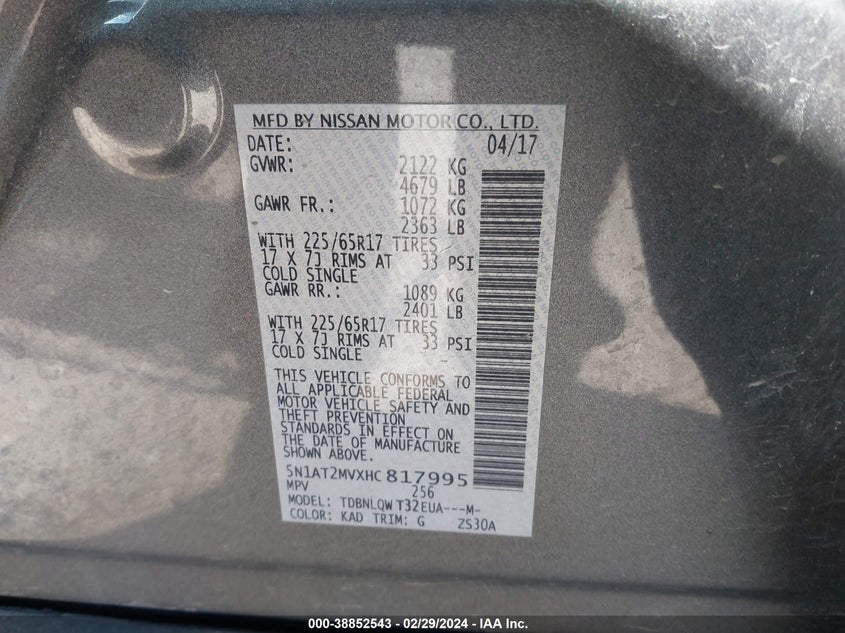 MFD BY NISSAN MOTOR CO., LTD.
DATE: 04/17
GVWR: 2122 KG
4679 LB
GAWR FR.: 1072 KG
2363 LB
WITH 225/65R17 TIRES
17 X 7J RIMS AT 33 PSI
COLD SINGLE
GAWR RR.: 1089 KG
2401 LB
WITH 225/65R17 TIRES
17 X 7J RIMS AT 33 PSI
COLD SINGLE
THIS VEHICLE CONFORMS TO
ALL APPLICABLE FEDERAL
MOTOR VEHICLE SAFETY AND
THEFT PREVENTION
STANDARDS IN EFFECT ON
THE DATE OF MANUFACTURE
SHOWN ABOVE.
5N1AT2MVXHC 817995
MPV 256
MODEL: TDBNLQW T32EUA---M-
COLOR: KAD TRIM: G ZS30A
000-38852543 - 02/29/2024 - IAA Inc.